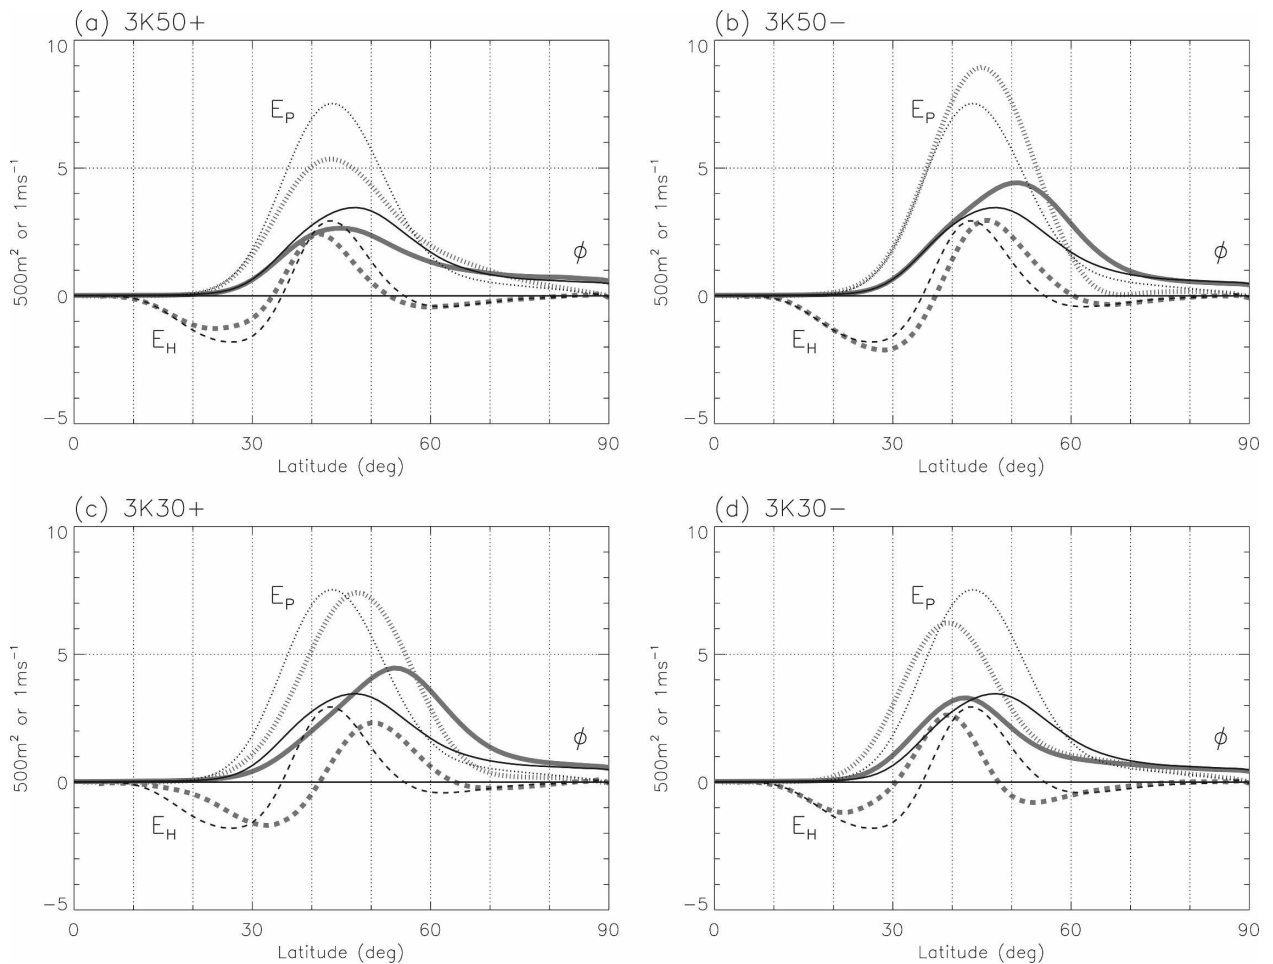 (a) 3K50+
(b) 3K50−
10
5
0
−5
500m² or 1ms⁻¹
E_P
E_H
ϕ
0
30
60
90
Latitude (deg)
10
5
0
−5
500m² or 1ms⁻¹
E_P
E_H
ϕ
0
30
60
90
Latitude (deg)
(c) 3K30+
(d) 3K30−
10
5
0
−5
500m² or 1ms⁻¹
E_P
E_H
ϕ
0
30
60
90
Latitude (deg)
10
5
0
−5
500m² or 1ms⁻¹
E_P
E_H
ϕ
0
30
60
90
Latitude (deg)